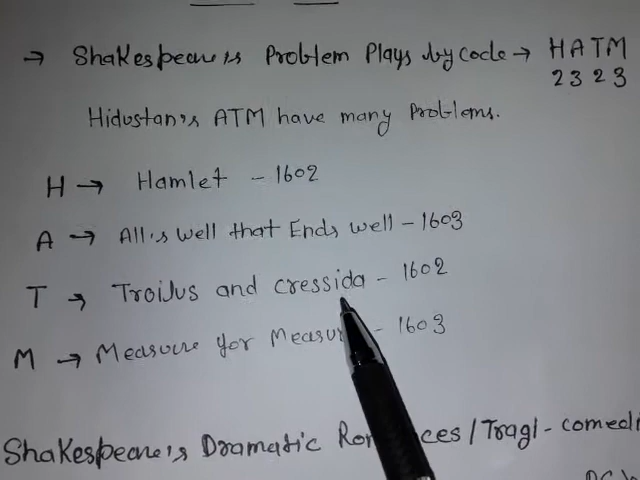 → Shakespeare's Problem Plays by code → HATM
2323
Hidustan's ATM have many Problems.
H → Hamlet - 1602
A → All's well that Ends well - 1603
T → Troilus and cressida - 1602
M → Measure for Measure - 1603
Shakespeare's Dramatic / Tragi-comedi